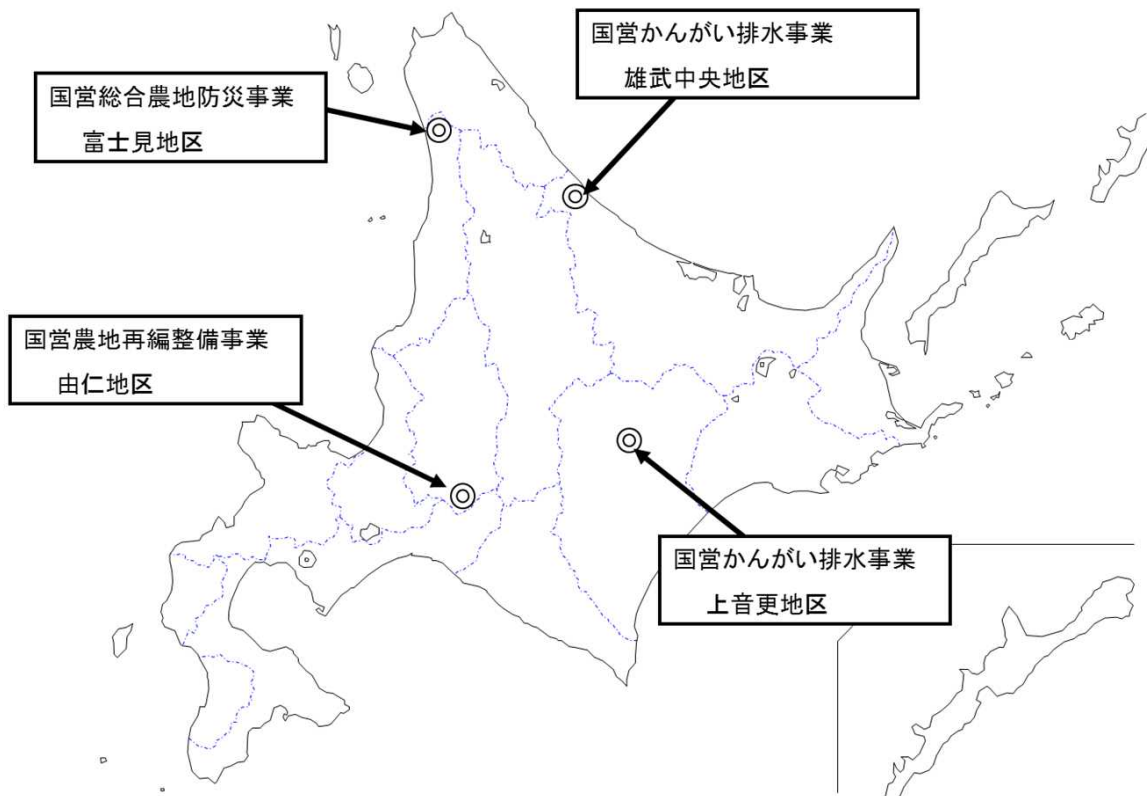 国営かんがい排水事業
雄武中央地区
国営総合農地防災事業
富士見地区
国営農地再編整備事業
由仁地区
国営かんがい排水事業
上音更地区